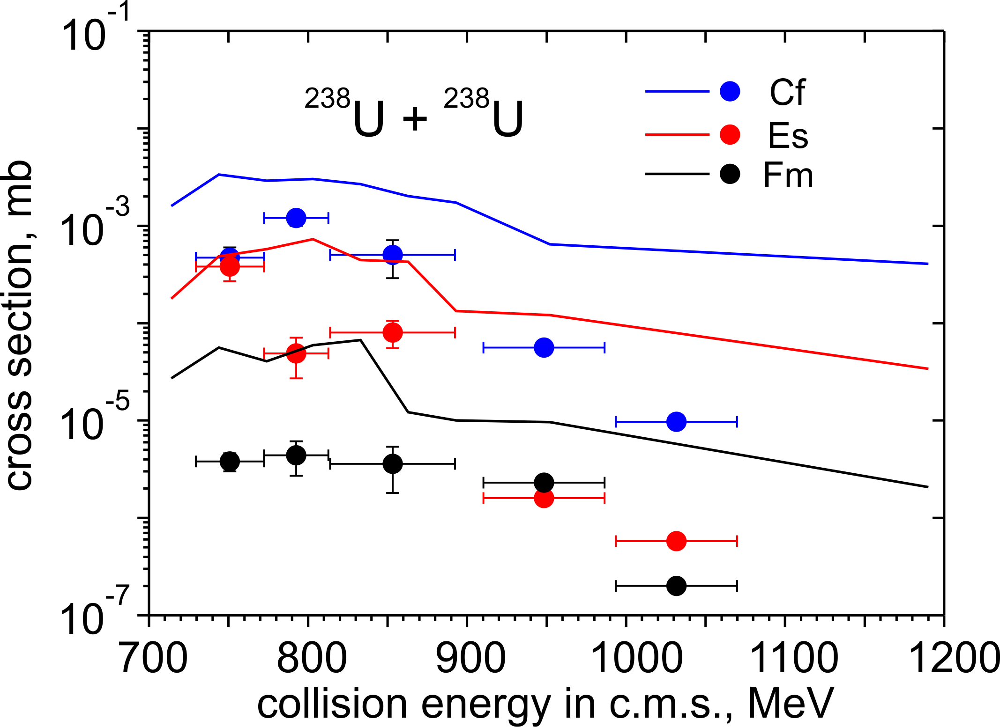 10^-1
10^-3
10^-5
10^-7
cross section, mb
^238U + ^238U
Cf
Es
Fm
700 800 900 1000 1100 1200
collision energy in c.m.s., MeV